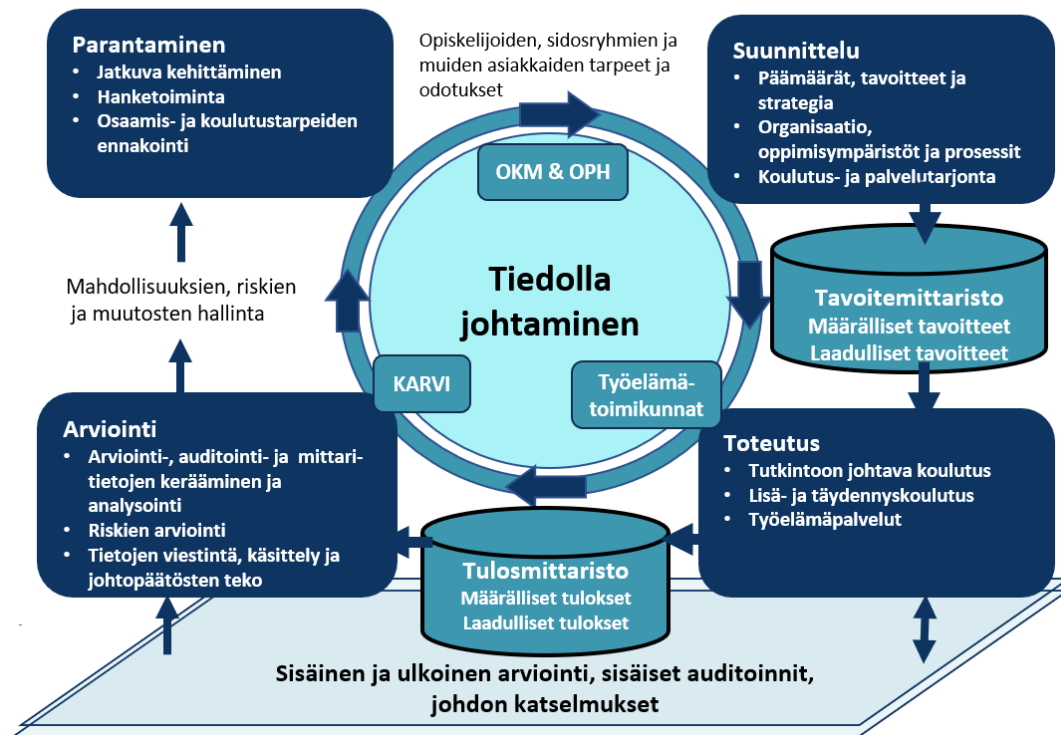 Parantaminen
• Jatkuva kehittäminen
• Hanketoiminta
• Osaamis- ja koulutustarpeiden
ennakointi
Opiskelijoiden, sidosryhmien ja
muiden asiakkaiden tarpeet ja
odotukset
Suunnittelu
• Päämäärät, tavoitteet ja
strategia
• Organisaatio,
oppimisympäristöt ja prosessit
• Koulutus- ja palvelutarjonta
OKM & OPH
Tiedolla
johtaminen
Mahdollisuuksien, riskien
ja muutosten hallinta
Tavoitemittaristo
Määrälliset tavoitteet
Laadulliset tavoitteet
KARVI
Työelämä-
toimikunnat
Arviointi
• Arviointi-, auditointi- ja mittari-
tietojen kerääminen ja
analysointi
• Riskien arviointi
• Tietojen viestintä, käsittely ja
johtopäätösten teko
Toteutus
• Tutkintoon johtava koulutus
• Lisä- ja täydennyskoulutus
• Työelämäpalvelut
Tulosmittaristo
Määrälliset tulokset
Laadulliset tulokset
Sisäinen ja ulkoinen arviointi, sisäiset auditoinnit,
johdon katselmukset